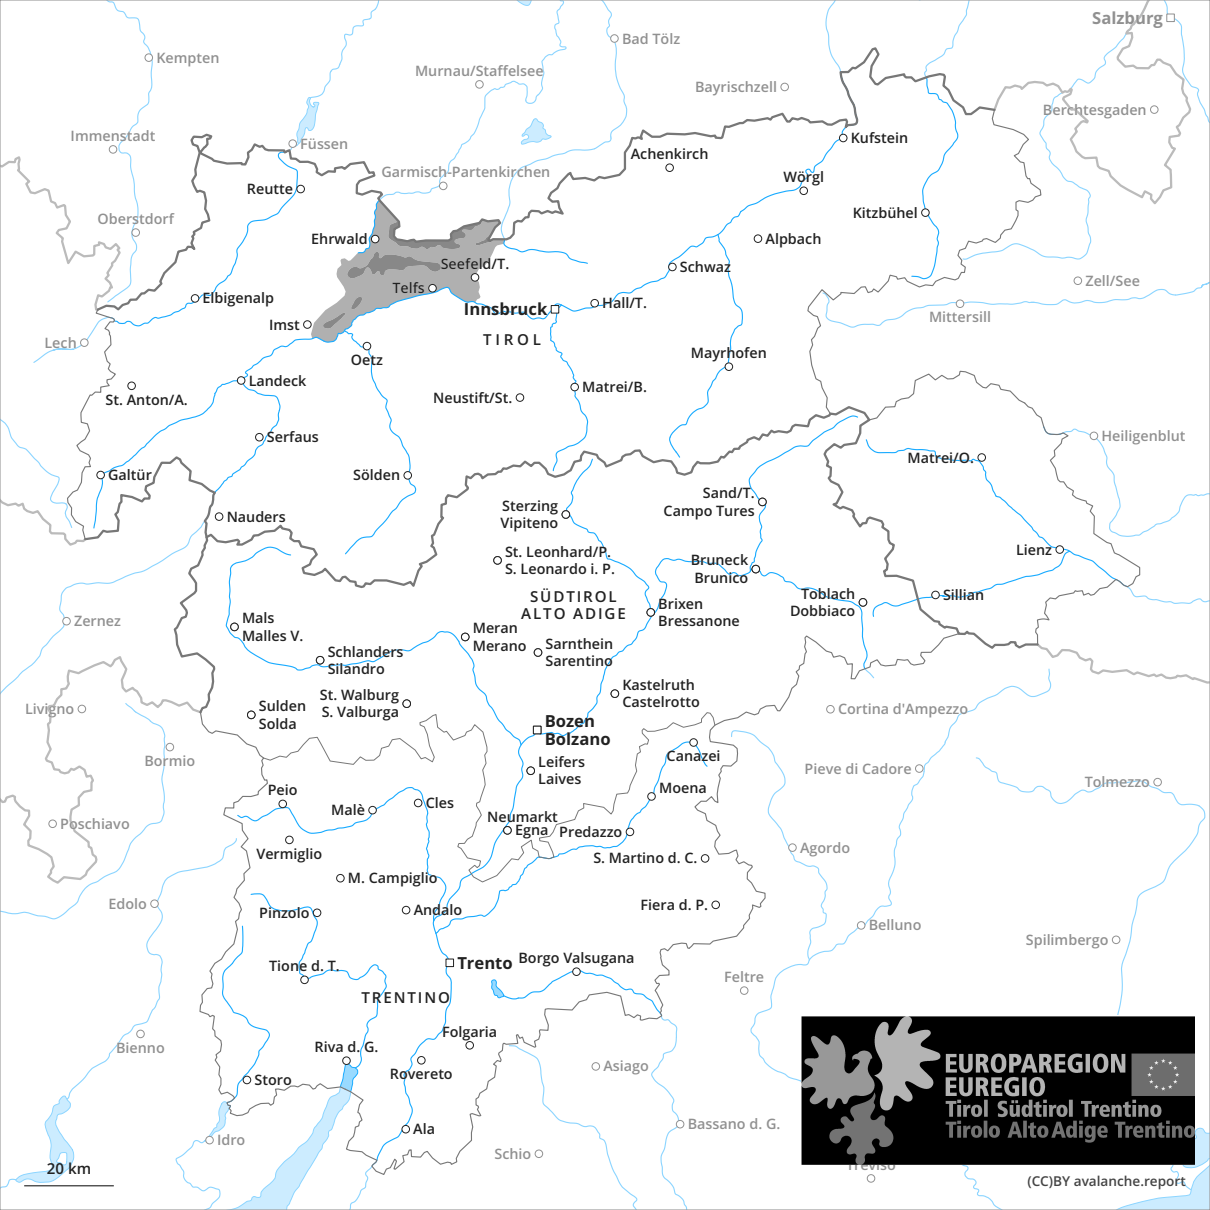 Salzburg
Bad Tölz
Kempten
Murnau/Staffelsee
Bayrischzell
Berchtesgaden
Immenstadt
Füssen
Kufstein
Achenkirch
Garmisch-Partenkirchen
Wörgl
Reutte
Kitzbühel
Oberstdorf
Ehrwald
Alpbach
Seefeld/T.
Schwaz
Zell/See
Telfs
Elbigenalp
Hall/T.
Innsbruck
Mittersill
Imst
TIROL
Lech
Mayrhofen
Oetz
Landeck
Matrei/B.
St. Anton/A.
Neustift/St.
Serfaus
Heiligenblut
Matrei/O.
Galtür
Sölden
Sand/T.
Campo Tures
Sterzing
Vipiteno
Nauders
Lienz
St. Leonhard/P.
S. Leonardo i. P.
Bruneck
Brunico
SÜDTIROL
ALTO ADIGE
Toblach
Dobbiaco
Sillian
Brixen
Bressanone
Zernez
Mals
Malles V.
Meran
Merano
Sarnthein
Sarentino
Schlanders
Silandro
Kastelruth
Castelrotto
St. Walburg
S. Valburga
Livigno
Sulden
Solda
Cortina d'Ampezzo
Bozen
Bolzano
Bormio
Canazei
Leifers
Laives
Pieve di Cadore
Tolmezzo
Peio
Moena
Malè
Cles
Neumarkt
Egna
Poschiavo
Predazzo
Vermiglio
Agordo
S. Martino d. C.
M. Campiglio
Edolo
Pinzolo
Andalo
Fiera d. P.
Belluno
Spilimbergo
Borgo Valsugana
Trento
Tione d. T.
Feltre
TRENTINO
Folgaria
Bienno
Riva d. G.
Rovereto
Asiago
Storo
EUROPAREGION
EUREGIO
Tirol Südtirol Trentino
Tirolo Alto Adige Trentino
Bassano d. G.
Ala
Idro
Schio
Treviso
20 km
(CC)BY avalanche.report